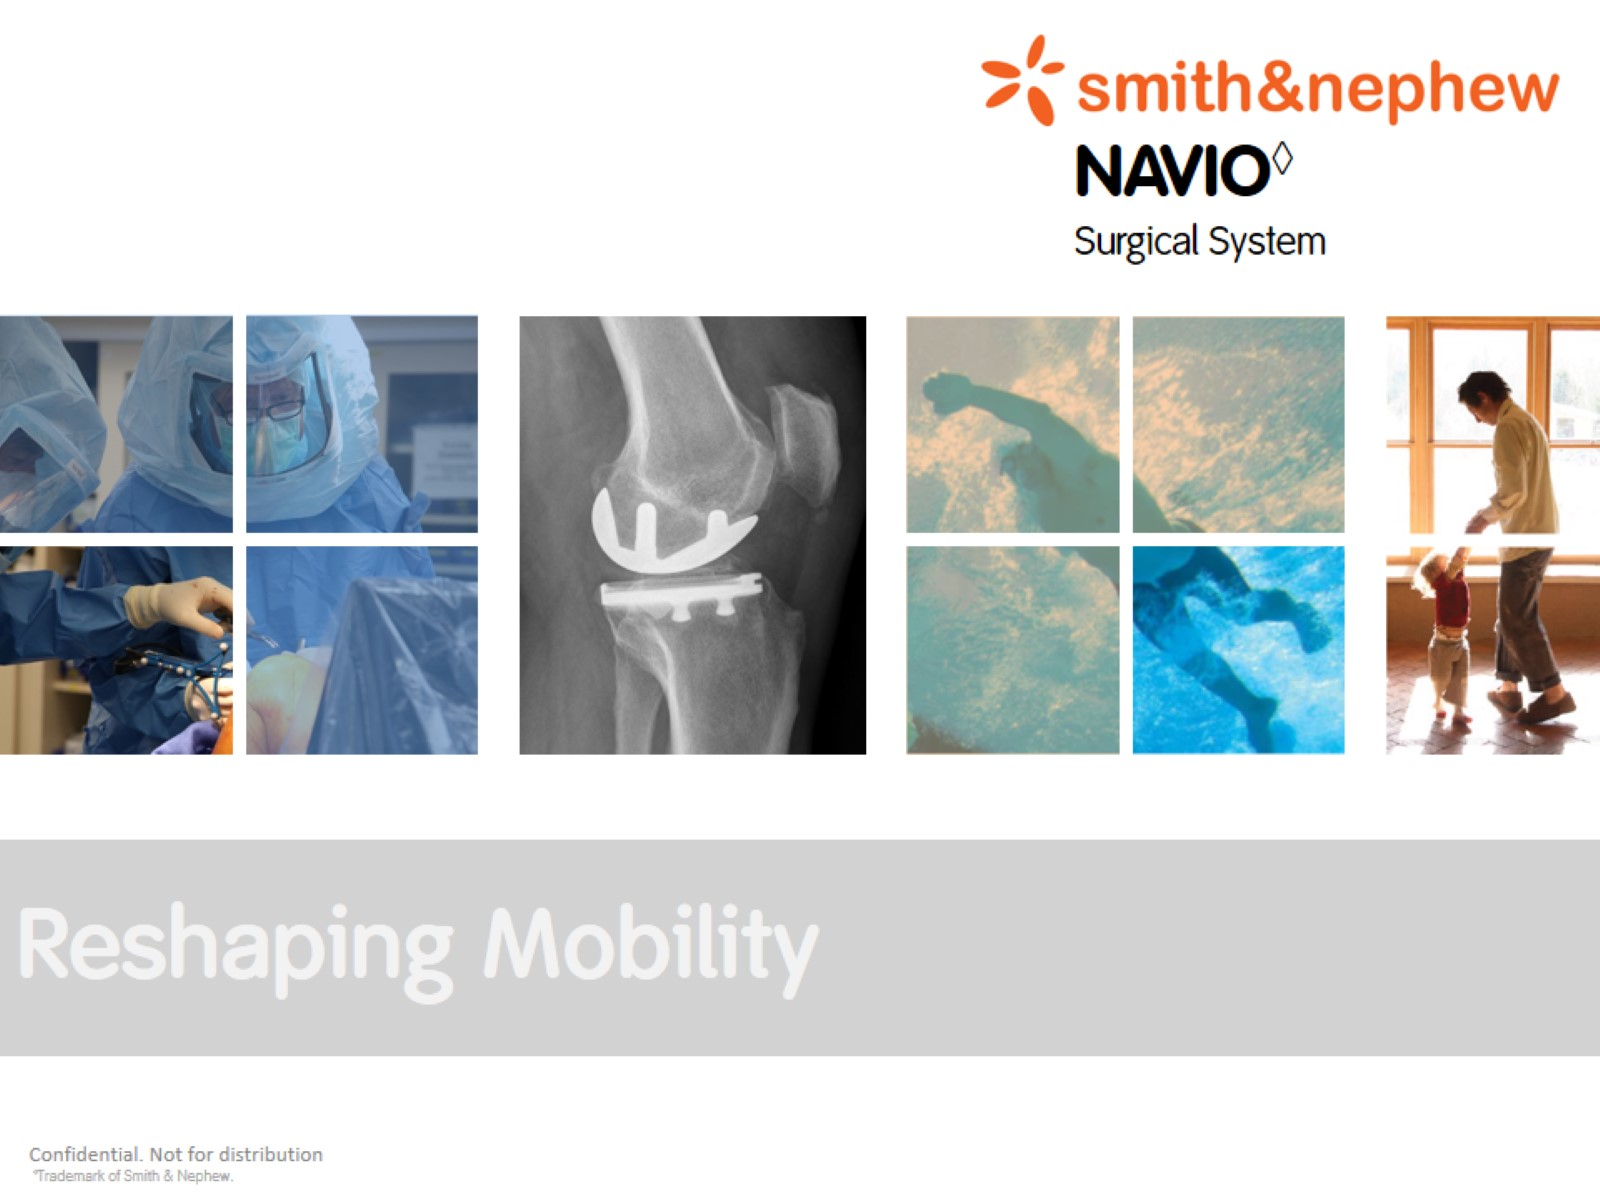 smith&nephew
NAVIO◊
Surgical System
Reshaping Mobility
Confidential. Not for distribution
°Trademark of Smith & Nephew.